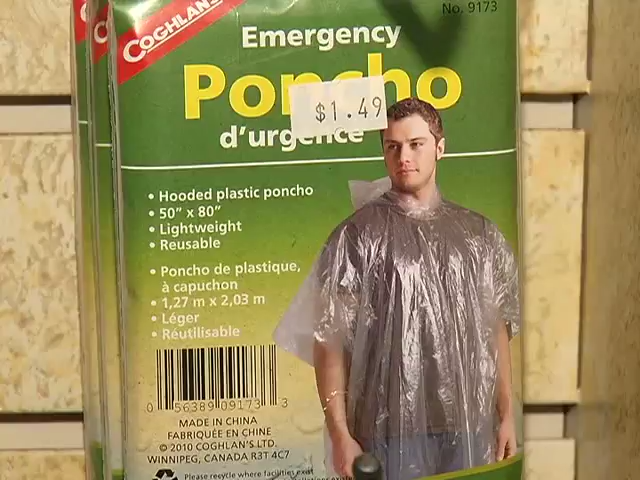 COGHLAN'S
No. 9173
Emergency
Poncho
$1.49
d'urgence
• Hooded plastic poncho
• 50" x 80"
• Lightweight
• Reusable
• Poncho de plastique,
à capuchon
• 1,27 m x 2,03 m
• Léger
• Réutilisable
0 56389 09173 3
MADE IN CHINA
FABRIQUÉE EN CHINE
© 2010 COGHLAN'S LTD.
WINNIPEG, CANADA R3T 4C7
Please recycle where facilities exist